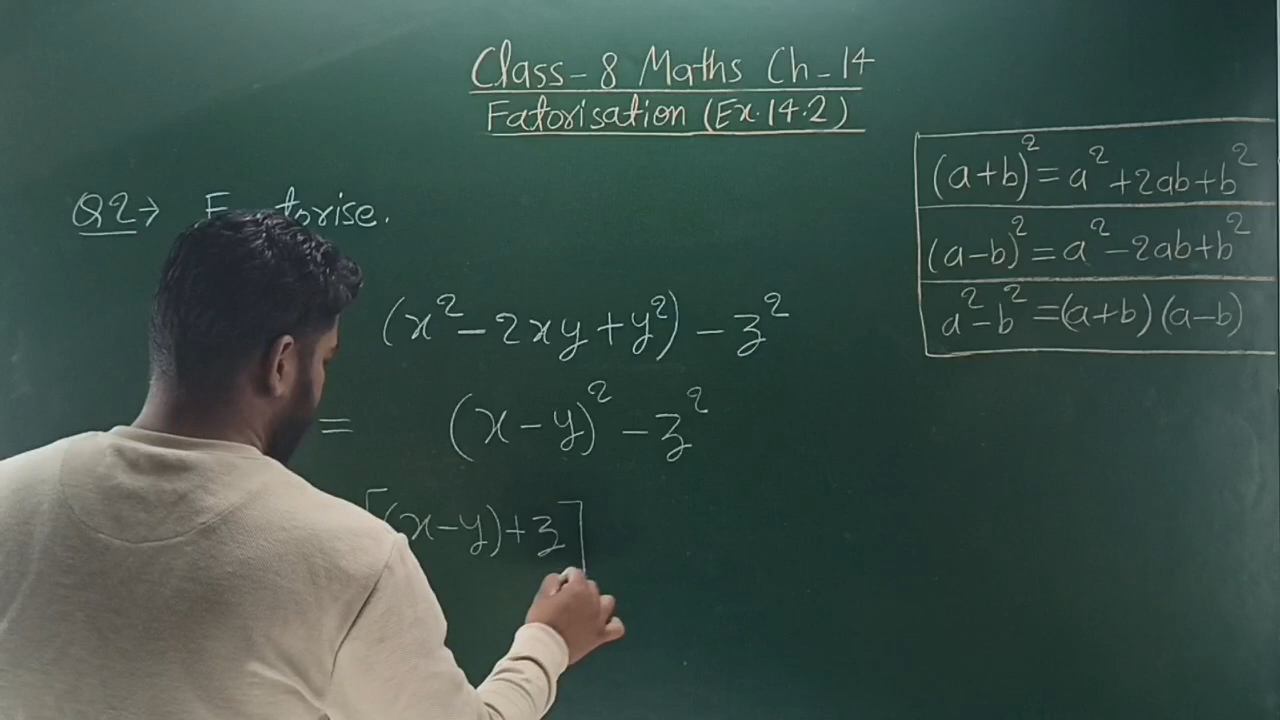 Class-8 Maths Ch-14
Fatorisation (Ex.14.2)
(a+b)²=a²+2ab+b²
(a-b)²=a²-2ab+b²
a²-b²=(a+b)(a-b)
Q2→
(x²-2xy+y²)-z²
= (x-y)²-z²
[(x-y)+z]